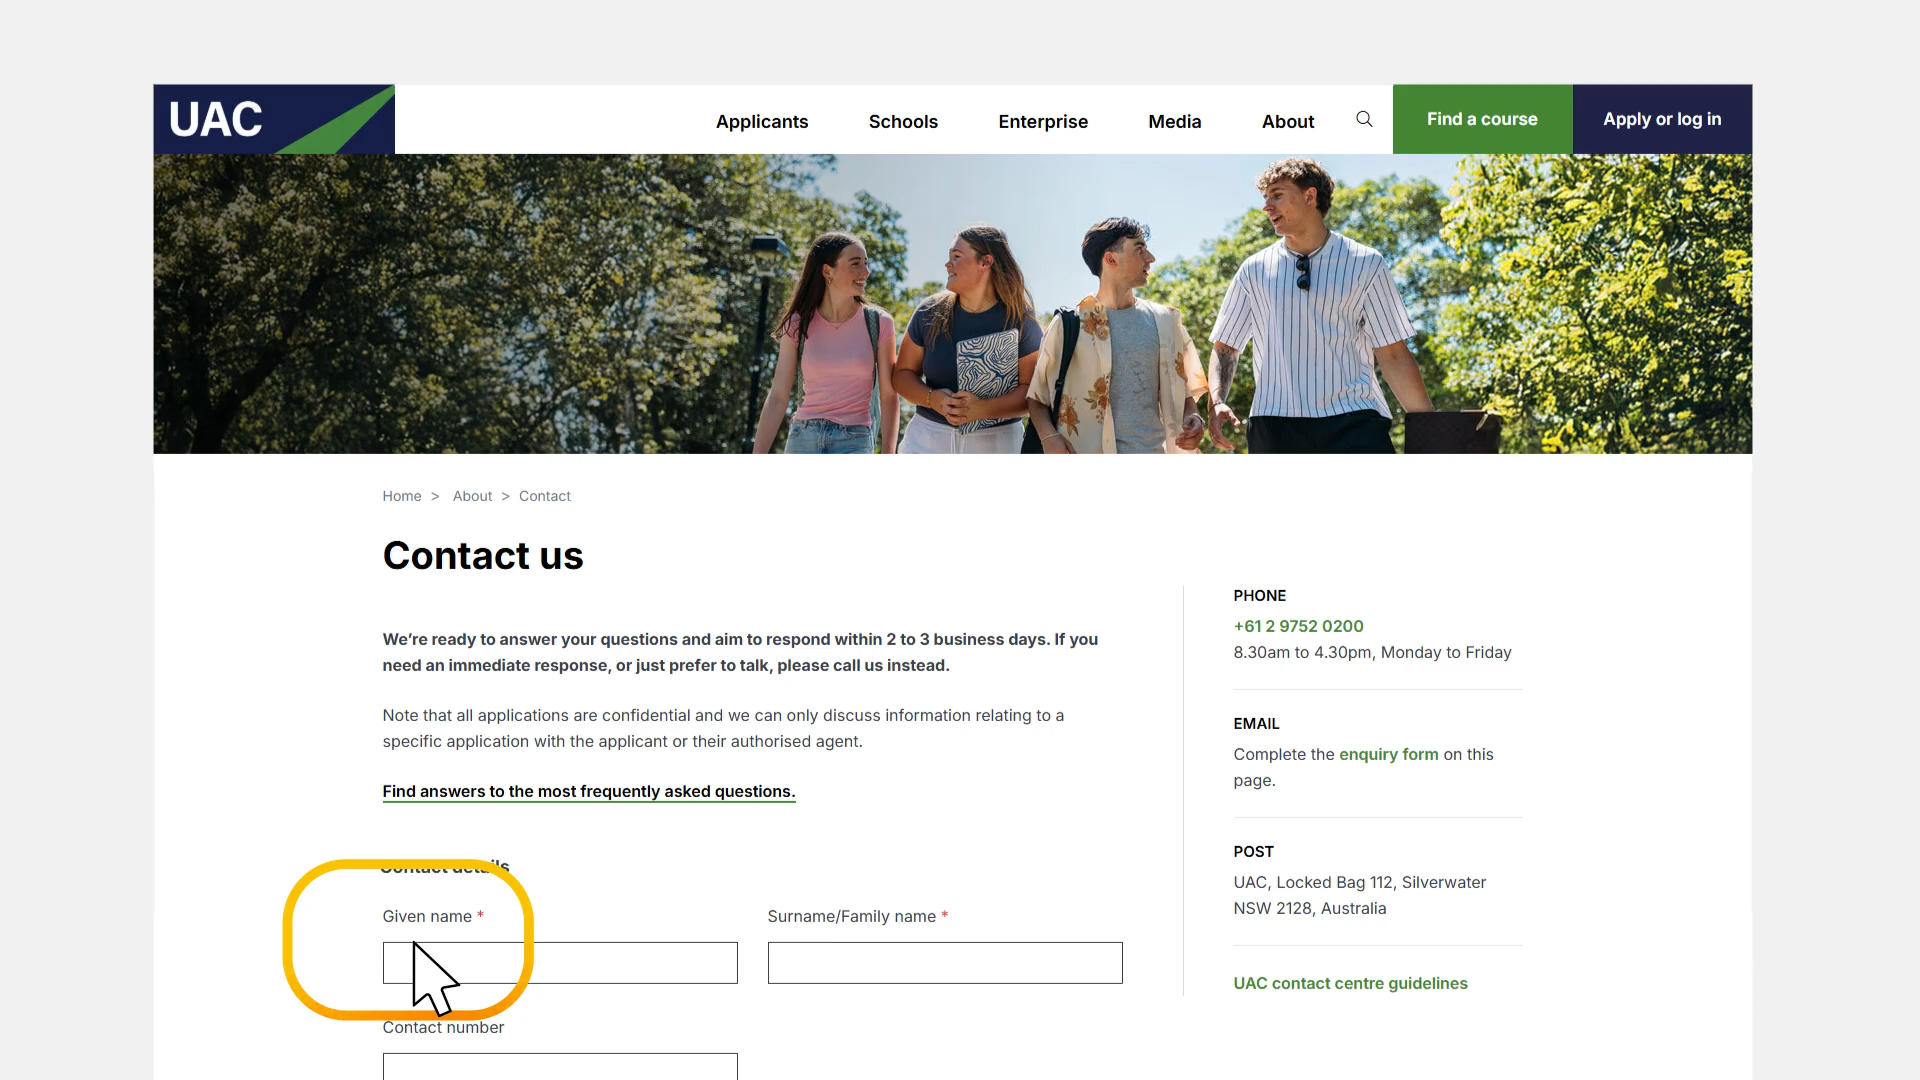 UAC
Applicants
Schools
Enterprise
Media
About
Find a course
Apply or log in
Home > About > Contact
Contact us
We’re ready to answer your questions and aim to respond within 2 to 3 business days. If you
need an immediate response, or just prefer to talk, please call us instead.
Note that all applications are confidential and we can only discuss information relating to a
specific application with the applicant or their authorised agent.
Find answers to the most frequently asked questions.
Contact details
Given name *
Surname/Family name *
Contact number
PHONE
+61 2 9752 0200
8.30am to 4.30pm, Monday to Friday
EMAIL
Complete the enquiry form on this
page.
POST
UAC, Locked Bag 112, Silverwater
NSW 2128, Australia
UAC contact centre guidelines